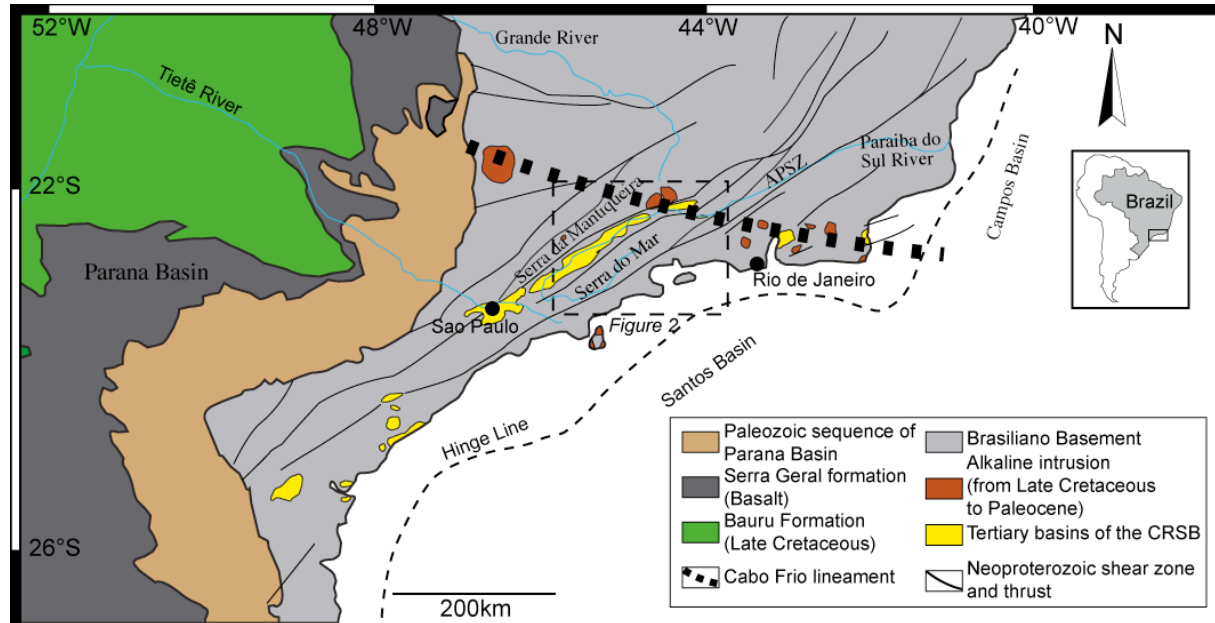 52°W
48°W
44°W
40°W
Grande River
N
Tietê River
Paraiba do
Sul River
APSZ
Campos Basin
22°S
Brazil
Serra da Mantiqueira
Parana Basin
Serra do Mar
Rio de Janeiro
Sao Paulo
Figure 2
Santos Basin
Hinge Line
Paleozoic sequence of
Parana Basin
Serra Geral formation
(Basalt)
Bauru Formation
(Late Cretaceous)
Cabo Frio lineament
Brasiliano Basement
Alkaline intrusion
(from Late Cretaceous
to Paleocene)
Tertiary basins of the CRSB
Neoproterozoic shear zone
and thrust
26°S
200km